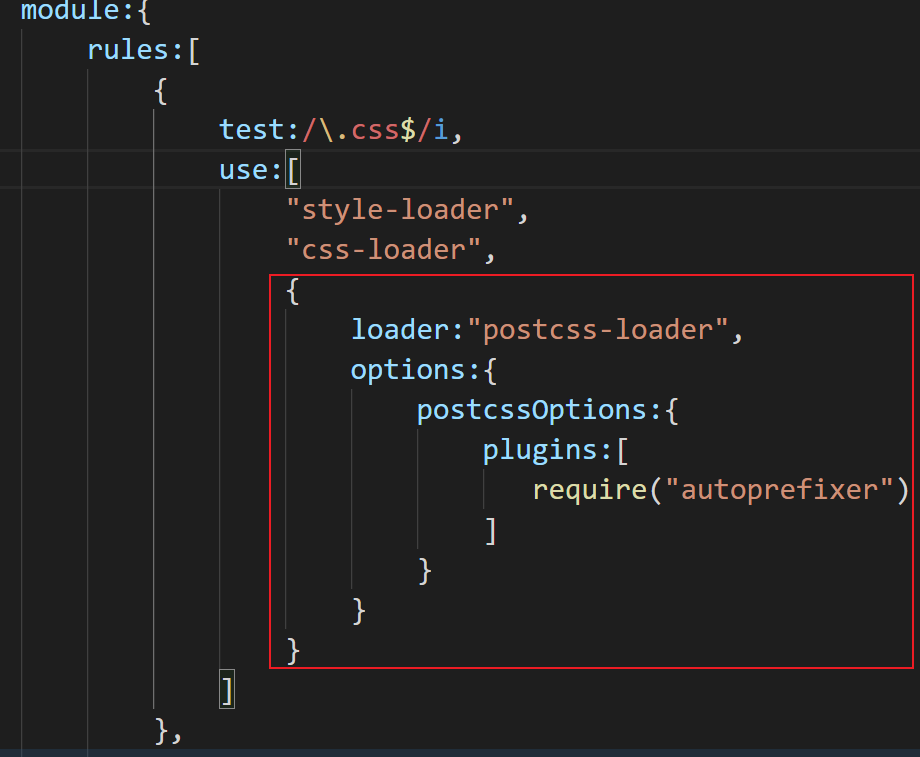 module:{
rules:[
{
test:/\.css$/i,
use:[
"style-loader",
"css-loader",
{
loader:"postcss-loader",
options:{
postcssOptions:{
plugins:[
require("autoprefixer")
]
}
}
}
]
},